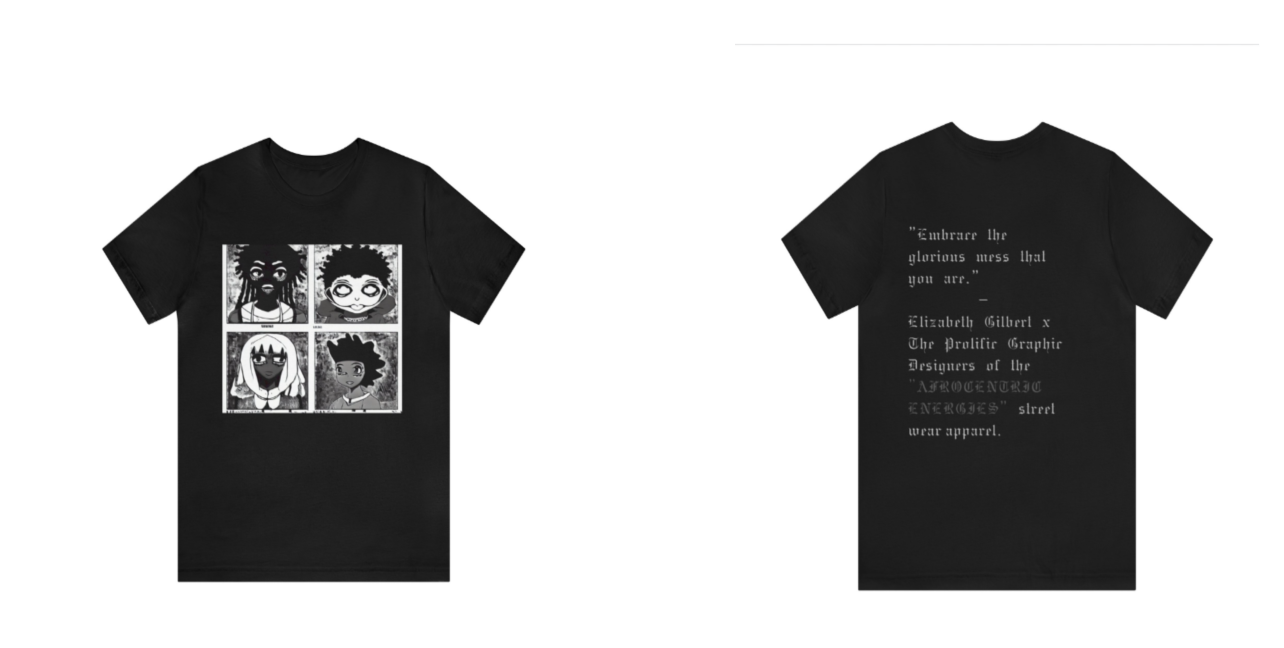 "Embrace the
glorious mess that
you are."
–
Elizabeth Gilbert x
The Prolific Graphic
Designers of the
"AFROCENTRIC
ENERGIES" street
wear apparel.